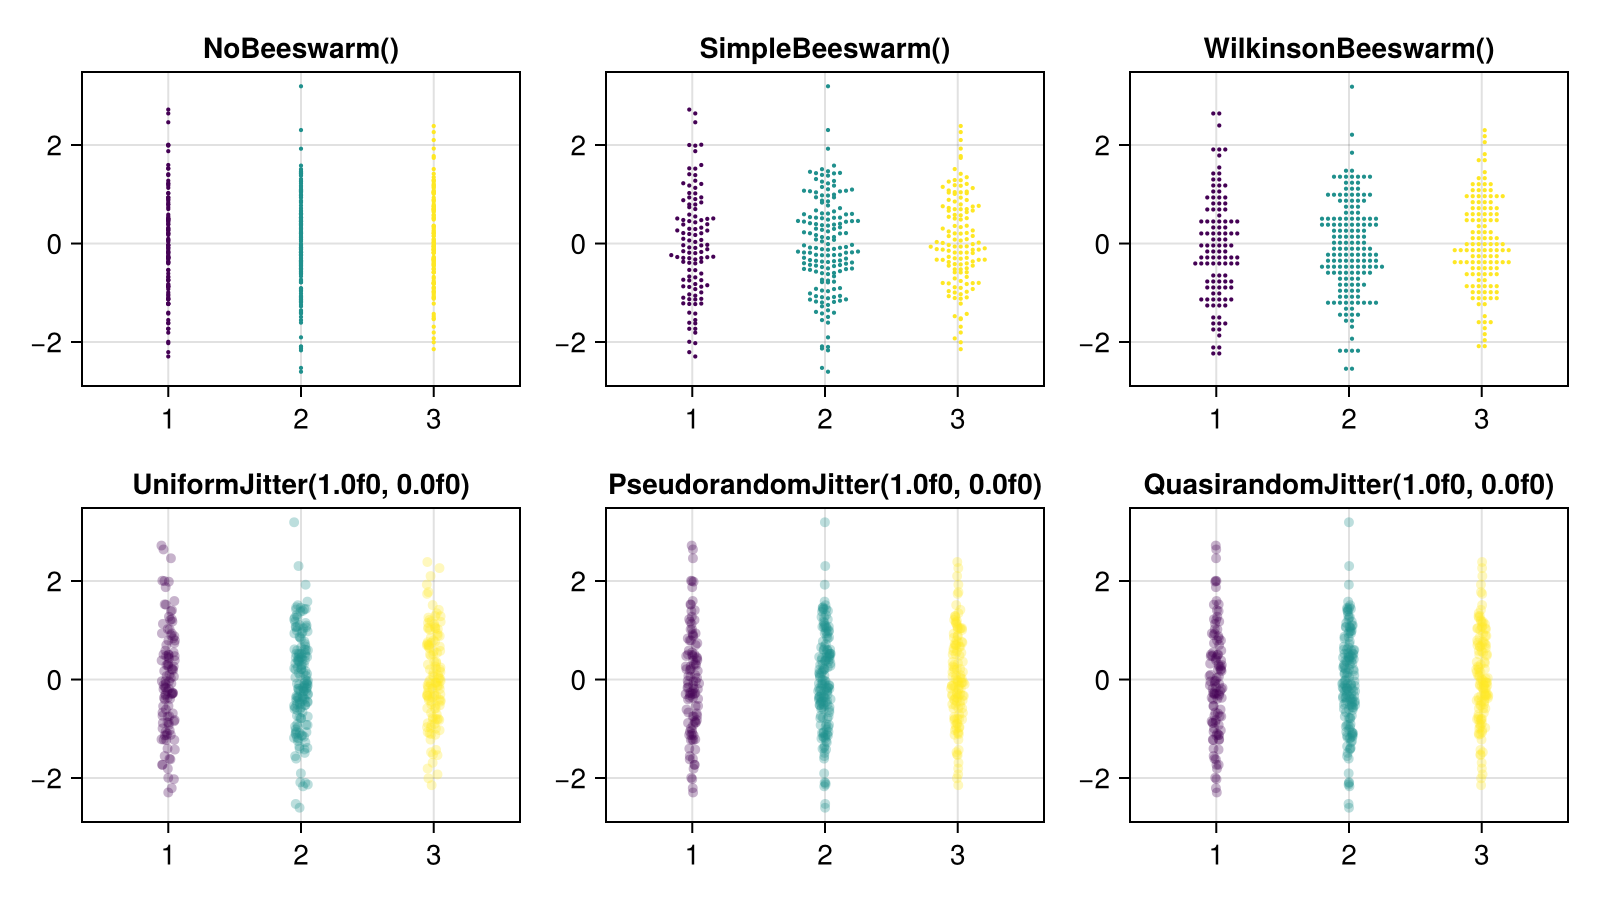 NoBeeswarm()
2
0
−2
1 2 3
SimpleBeeswarm()
2
0
−2
1 2 3
WilkinsonBeeswarm()
2
0
−2
1 2 3
UniformJitter(1.0f0, 0.0f0)
2
0
−2
1 2 3
PseudorandomJitter(1.0f0, 0.0f0)
2
0
−2
1 2 3
QuasirandomJitter(1.0f0, 0.0f0)
2
0
−2
1 2 3